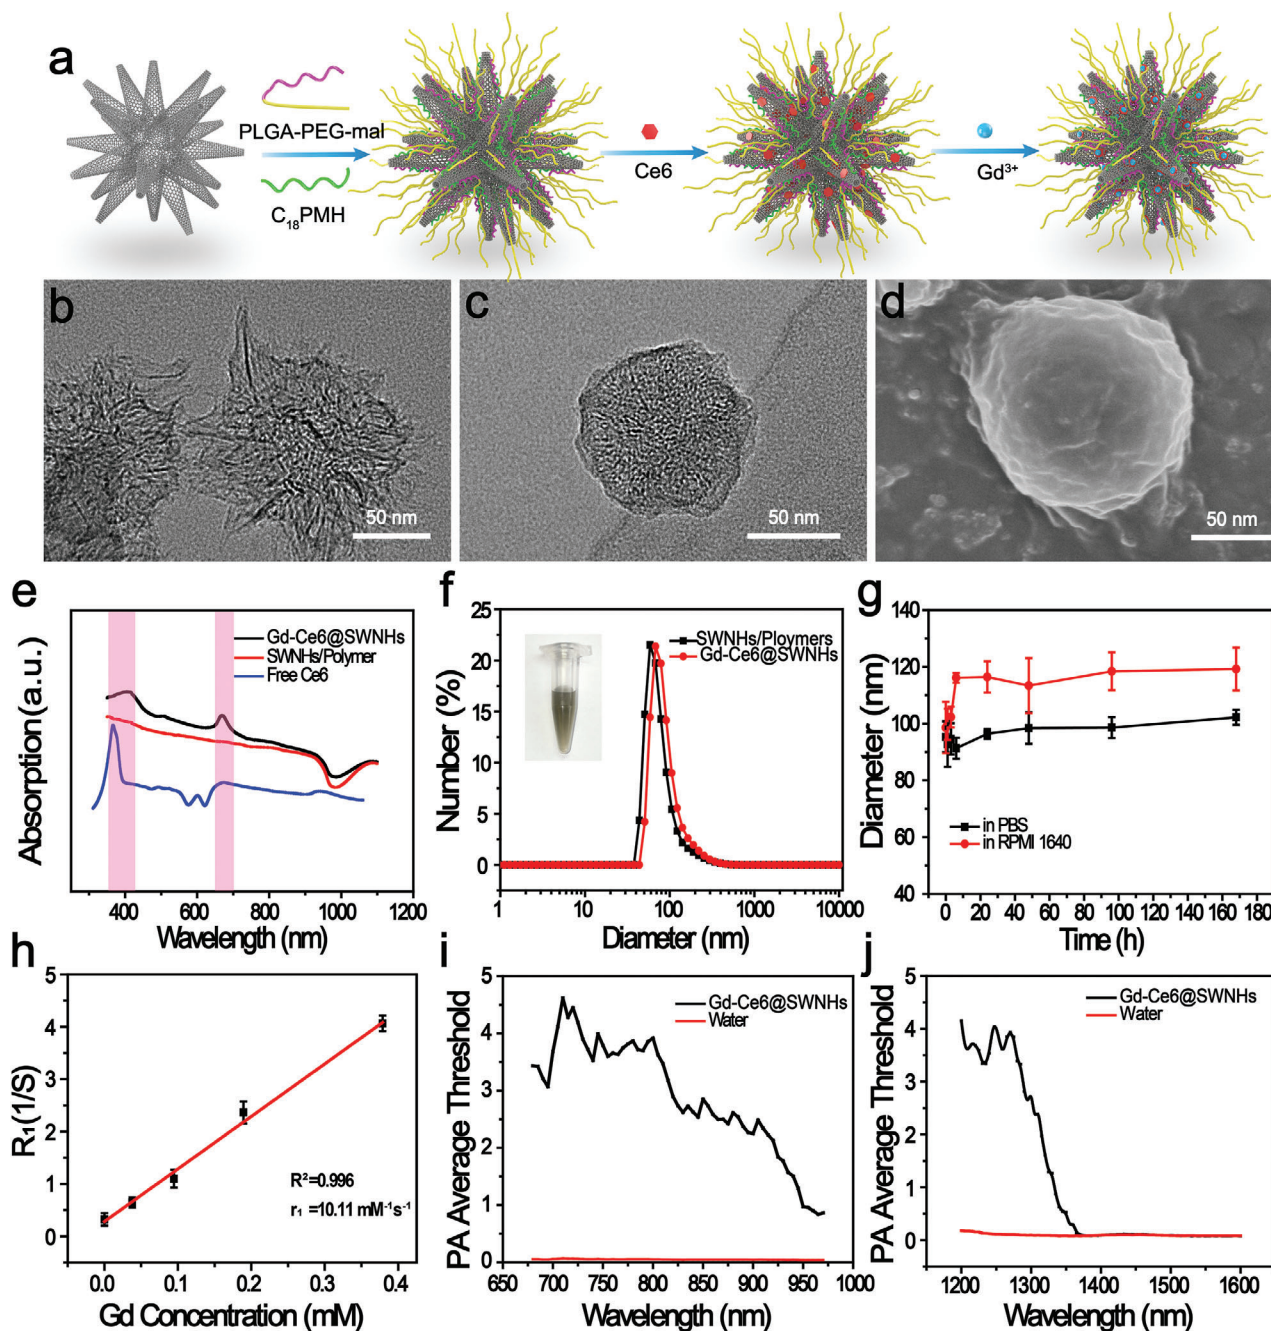 a
PLGA-PEG-mal
C₁₈PMH
Ce6
Gd³⁺
b
50 nm
c
50 nm
d
50 nm
e
Absorption (a.u.)
Gd-Ce6@SWNHs
SWNHs/Polymer
Free Ce6
400 600 800 1000 1200
Wavelength (nm)
f
Number (%)
25
20
15
10
5
0
SWNHs/Ploymers
Gd-Ce6@SWNHs
1 10 100 1000 10000
Diameter (nm)
g
Diameter (nm)
140
120
100
80
60
40
in PBS
in RPMI 1640
0 20 40 60 80 100 120 140 160 180
Time (h)
h
R₁(1/S)
5
4
3
2
1
0
R²=0.996
r₁ =10.11 mM⁻¹s⁻¹
0.0 0.1 0.2 0.3 0.4
Gd Concentration (mM)
i
PA Average Threshold
5
4
3
2
1
0
Gd-Ce6@SWNHs
Water
650 700 750 800 850 900 950 1000
Wavelength (nm)
j
PA Average Threshold
5
4
3
2
1
0
Gd-Ce6@SWNHs
Water
1200 1300 1400 1500 1600
Wavelength (nm)